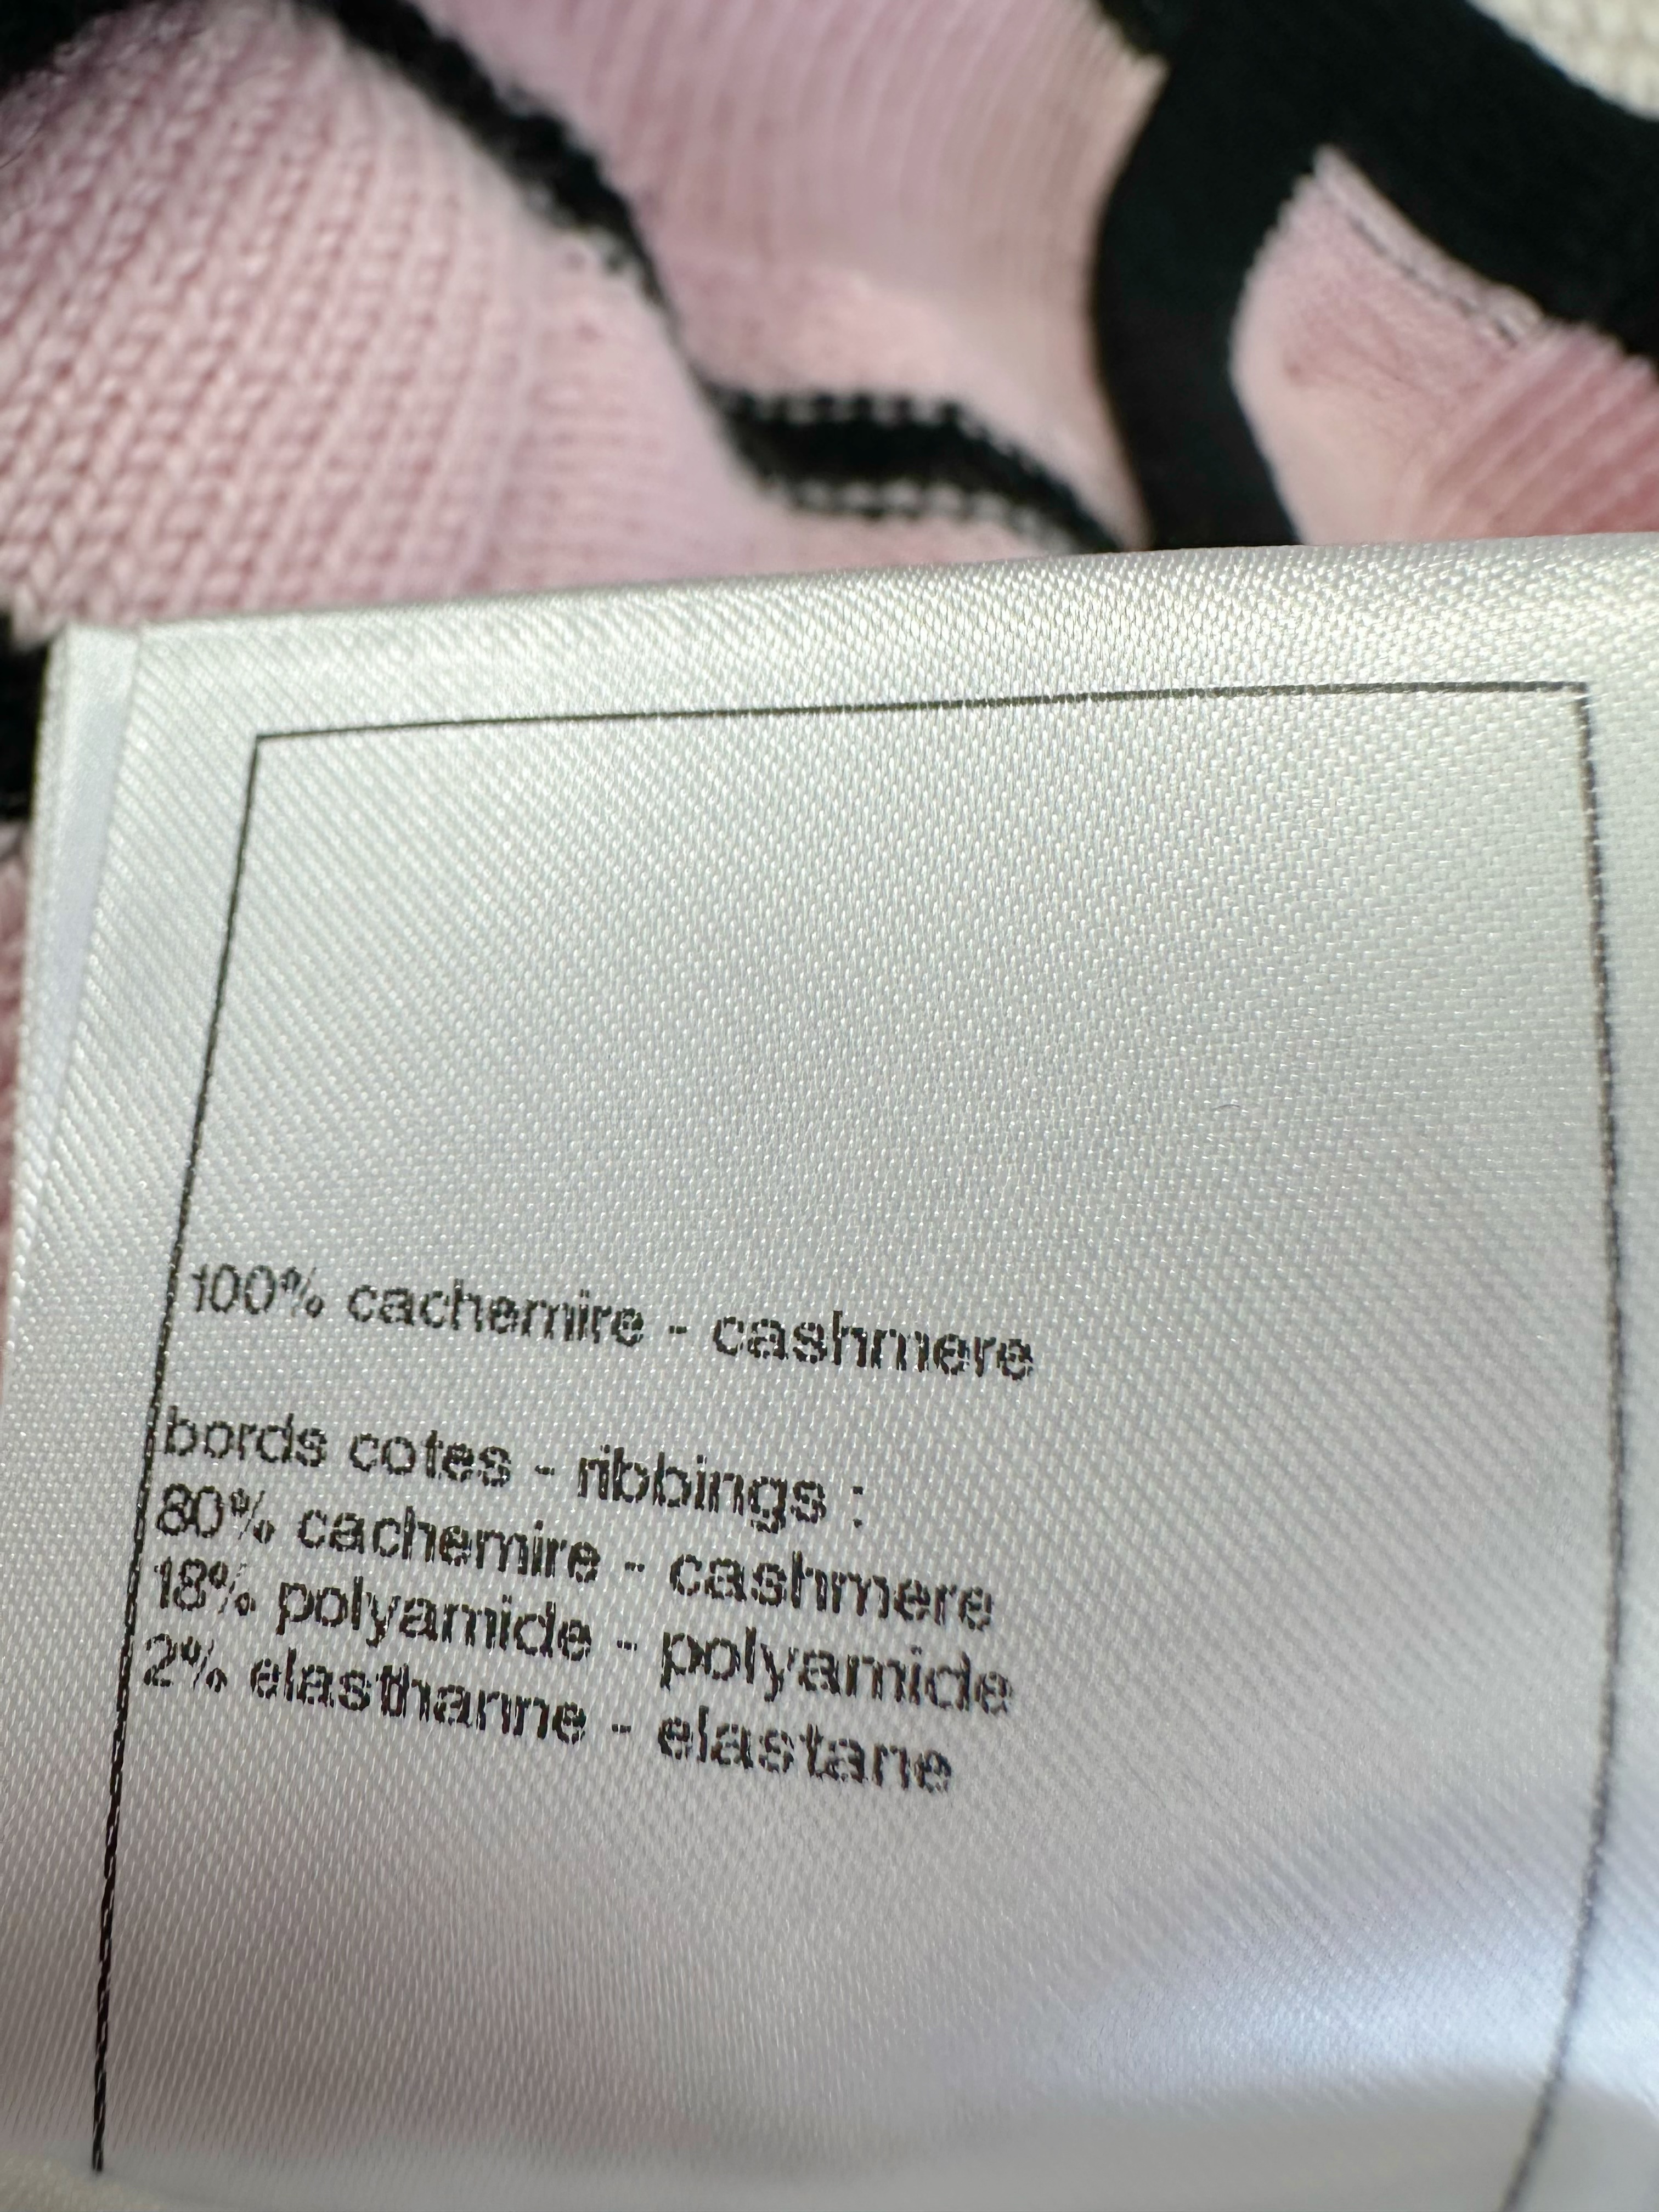 100% cachemire - cashmere
bords cotes - ribbings :
80% cachemire - cashmere
18% polyamide - polyamide
2% elasthanne - elastane